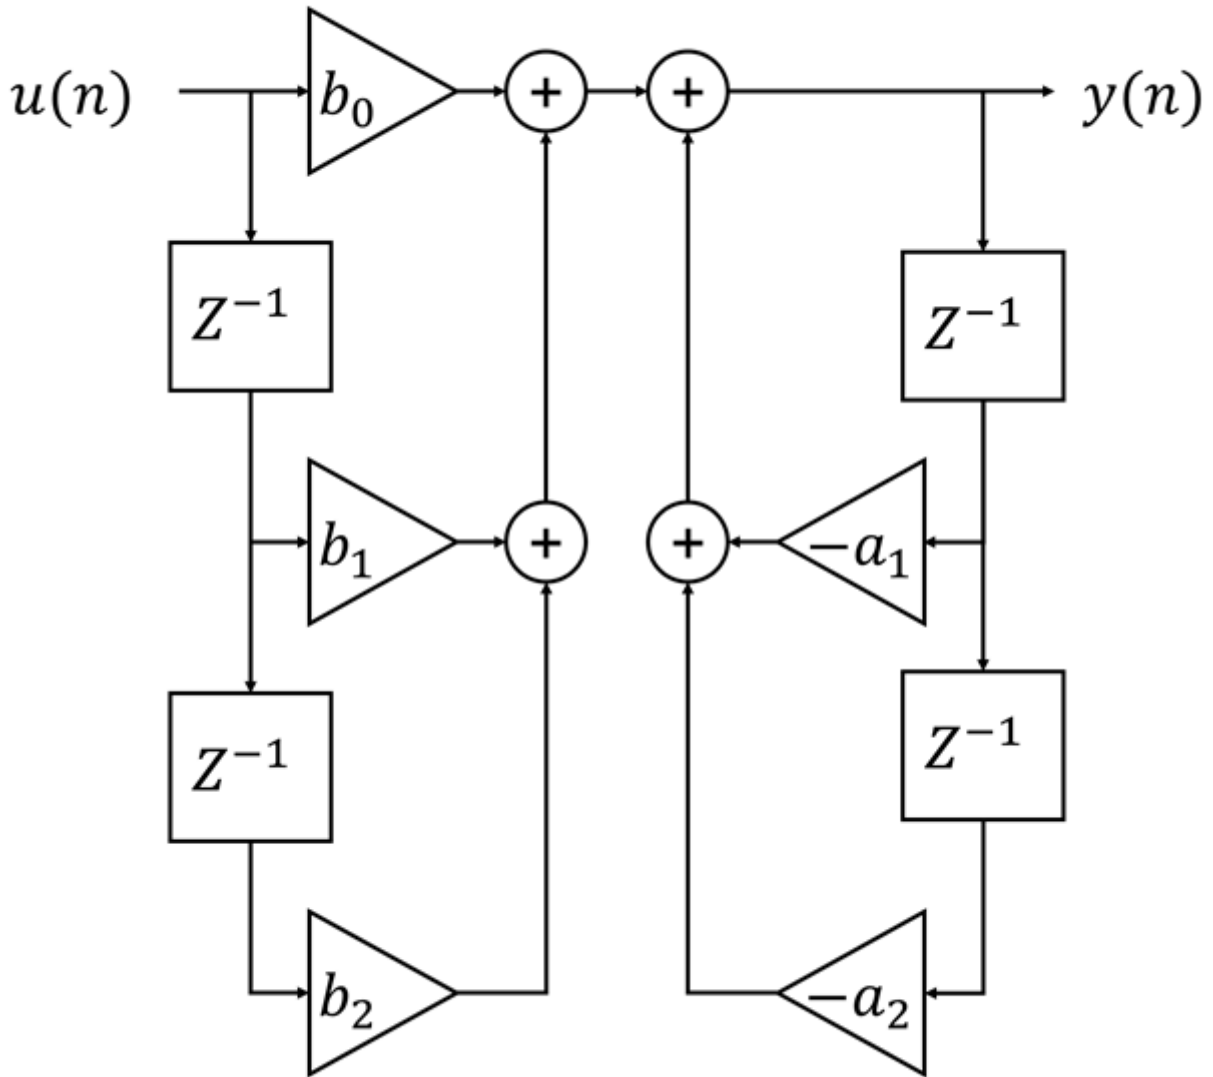 u(n) b₀ + + y(n)
Z⁻¹ Z⁻¹
b₁ + + −a₁
Z⁻¹ Z⁻¹
b₂ −a₂